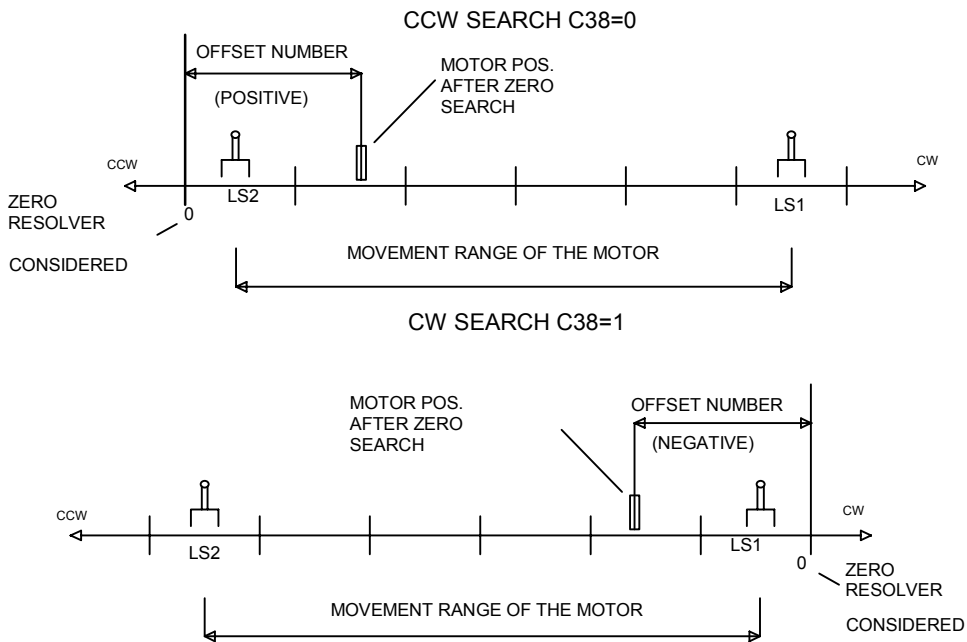 CCW SEARCH C38=0
OFFSET NUMBER
(POSITIVE)
MOTOR POS.
AFTER ZERO
SEARCH
CCW
CW
LS2
LS1
0
ZERO
RESOLVER
CONSIDERED
MOVEMENT RANGE OF THE MOTOR
CW SEARCH C38=1
MOTOR POS.
AFTER ZERO
SEARCH
OFFSET NUMBER
(NEGATIVE)
CCW
CW
LS2
LS1
0
ZERO
RESOLVER
CONSIDERED
MOVEMENT RANGE OF THE MOTOR